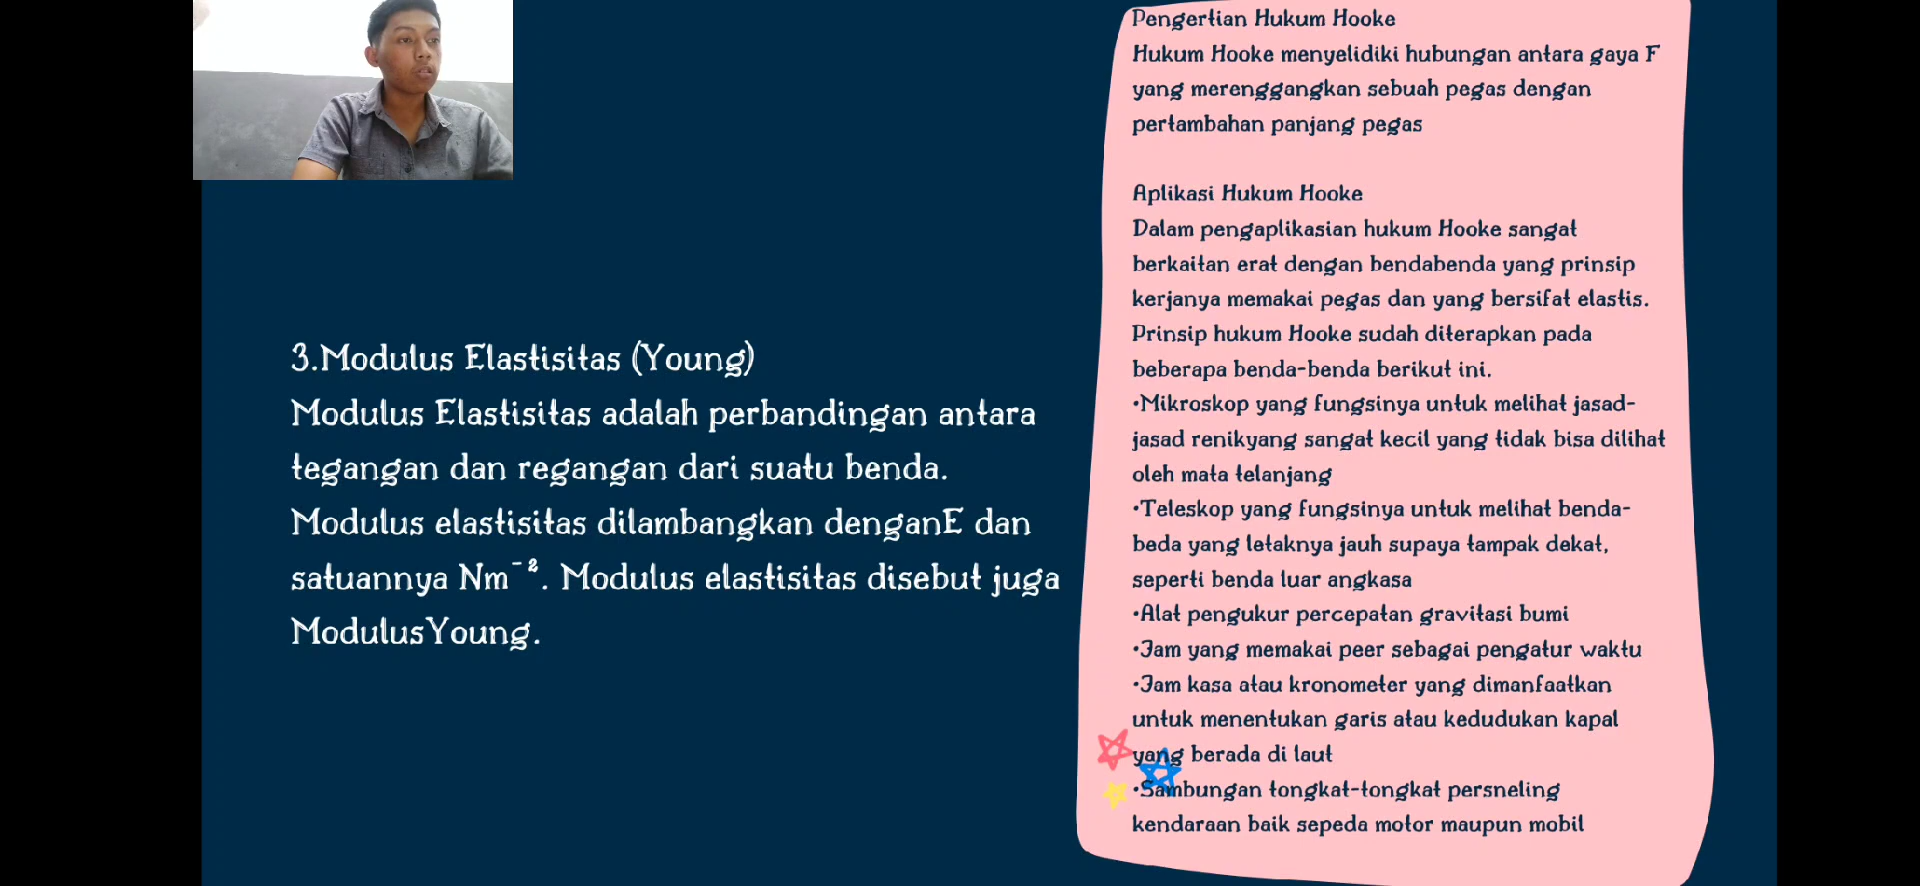 3.Modulus Elastisitas (Young)
Modulus Elastisitas adalah perbandingan antara
tegangan dan regangan dari suatu benda.
Modulus elastisitas dilambangkan denganE dan
satuannya Nm⁻². Modulus elastisitas disebut juga
ModulusYoung.
Pengertian Hukum Hooke
Hukum Hooke menyelidiki hubungan antara gaya F
yang merenggangkan sebuah pegas dengan
pertambahan panjang pegas
Aplikasi Hukum Hooke
Dalam pengaplikasian hukum Hooke sangat
berkaitan erat dengan bendabenda yang prinsip
kerjanya memakai pegas dan yang bersifat elastis.
Prinsip hukum Hooke sudah diterapkan pada
beberapa benda-benda berikut ini.
•Mikroskop yang fungsinya untuk melihat jasad-
jasad renikyang sangat kecil yang tidak bisa dilihat
oleh mata telanjang
•Teleskop yang fungsinya untuk melihat benda-
beda yang letaknya jauh supaya tampak dekat,
seperti benda luar angkasa
•Alat pengukur percepatan gravitasi bumi
•Jam yang memakai peer sebagai pengatur waktu
•Jam kasa atau kronometer yang dimanfaatkan
untuk menentukan garis atau kedudukan kapal
yang berada di laut
•Sambungan tongkat-tongkat persneling
kendaraan baik sepeda motor maupun mobil